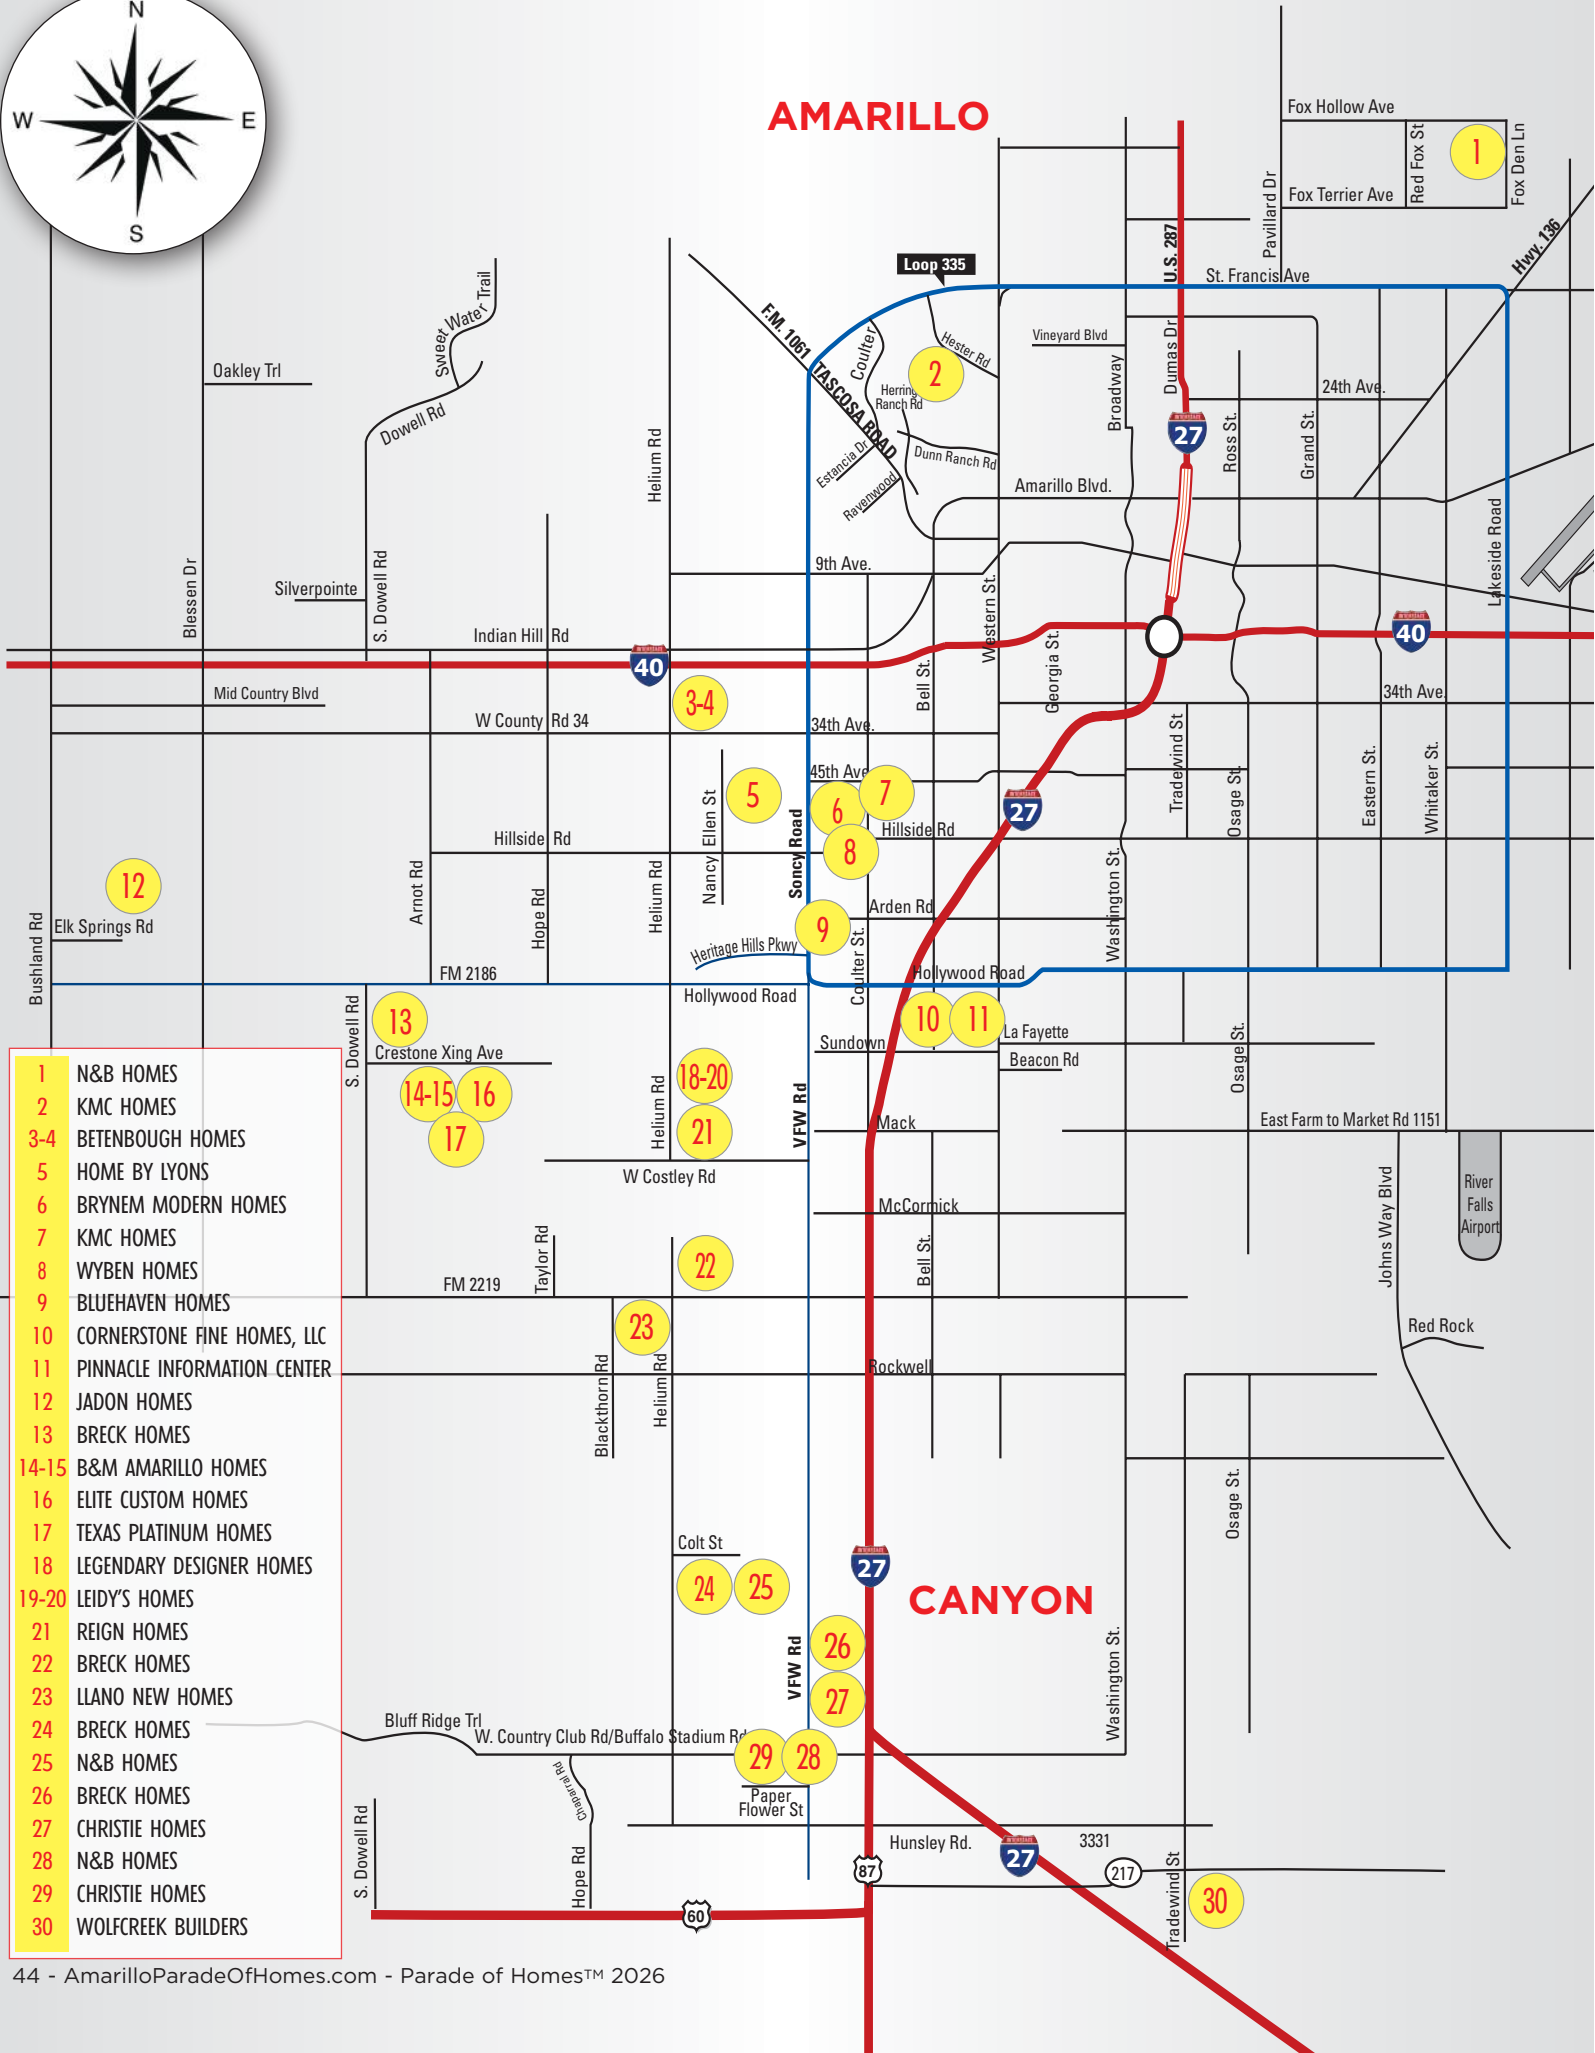 N
W
E
S
AMARILLO
Fox Hollow Ave
Red Fox St
1
Fox Den Ln
Fox Terrier Ave
Pavillard Dr
Hwy. 136
U.S. 287
Loop 335
St. Francis Ave
Sweet Water Trail
F.M. 1061
TASCOSA ROAD
Coulter
Hester Rd
Vineyard Blvd
Dumas Dr
Broadway
Oakley Trl
2
Herring
Ranch Rd
24th Ave.
Dowell Rd
27
Ross St.
Grand St.
Helium Rd
Estancia Dr
Dunn Ranch Rd
Ravenwood
Amarillo Blvd.
Lakeside Road
Blessen Dr
S. Dowell Rd
Silverpointe
9th Ave.
Western St.
Indian Hill Rd
40
40
Georgia St.
Bell St.
Mid Country Blvd
3-4
34th Ave.
W County Rd 34
34th Ave.
Tradewind St
Osage St.
Eastern St.
Whitaker St.
45th Ave
5
6
7
27
Nancy Ellen St
Soncy Road
Hillside Rd
Hillside Rd
8
12
Arnot Rd
Hope Rd
Helium Rd
Washington St.
Bushland Rd
Elk Springs Rd
Arden Rd
9
Heritage Hills Pkwy
Coulter St.
FM 2186
Hollywood Road
Hollywood Road
S. Dowell Rd
13
10
11
La Fayette
Crestone Xing Ave
Sundown
Beacon Rd
Osage St.
14-15
16
17
Helium Rd
18-20
21
VFW Rd
Mack
East Farm to Market Rd 1151
W Costley Rd
Johns Way Blvd
River
Falls
Airport
McCormick
Taylor Rd
22
Bell St.
FM 2219
23
Red Rock
Blackthorn Rd
Helium Rd
Rockwell
Osage St.
Colt St
27
24
25
CANYON
VFW Rd
26
27
Washington St.
Bluff Ridge Trl
W. Country Club Rd/Buffalo Stadium Rd
29
28
Chaparral Rd
Paper
Flower St
S. Dowell Rd
Hope Rd
Hunsley Rd.
27
3331
87
217
Tradewind St
30
60
1 N&B HOMES
2 KMC HOMES
3-4 BETENBOUGH HOMES
5 HOME BY LYONS
6 BRYNEM MODERN HOMES
7 KMC HOMES
8 WYBEN HOMES
9 BLUEHAVEN HOMES
10 CORNERSTONE FINE HOMES, LLC
11 PINNACLE INFORMATION CENTER
12 JADON HOMES
13 BRECK HOMES
14-15 B&M AMARILLO HOMES
16 ELITE CUSTOM HOMES
17 TEXAS PLATINUM HOMES
18 LEGENDARY DESIGNER HOMES
19-20 LEIDY'S HOMES
21 REIGN HOMES
22 BRECK HOMES
23 LLANO NEW HOMES
24 BRECK HOMES
25 N&B HOMES
26 BRECK HOMES
27 CHRISTIE HOMES
28 N&B HOMES
29 CHRISTIE HOMES
30 WOLFCREEK BUILDERS
44 - AmarilloParadeOfHomes.com - Parade of Homes™ 2026